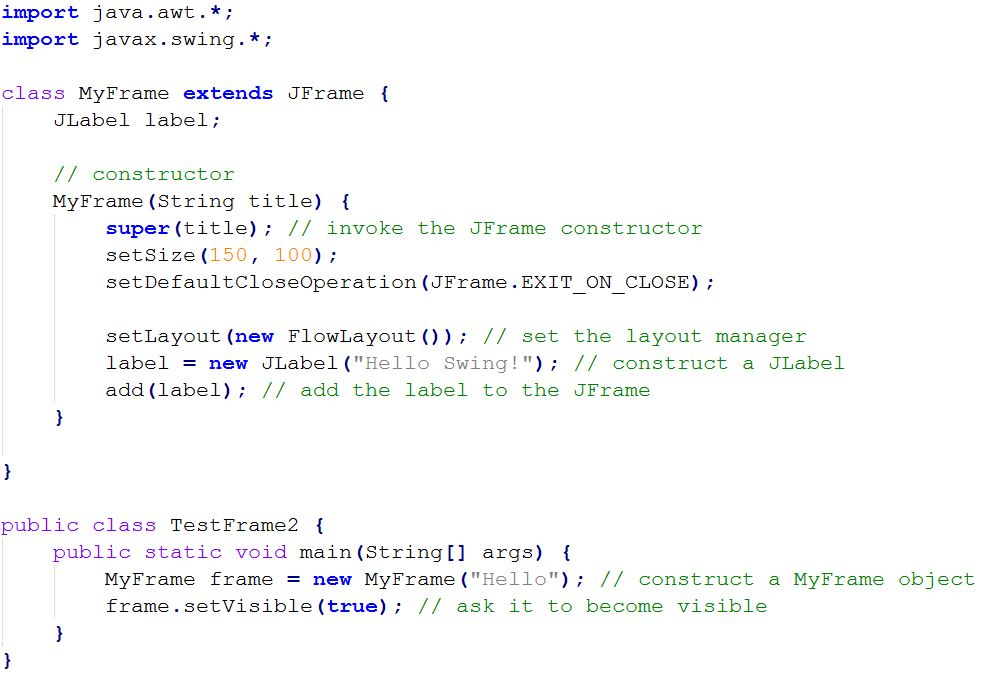 import java.awt.*;
import javax.swing.*;
class MyFrame extends JFrame {
JLabel label;
// constructor
MyFrame(String title) {
super(title); // invoke the JFrame constructor
setSize(150, 100);
setDefaultCloseOperation(JFrame.EXIT_ON_CLOSE);
setLayout(new FlowLayout()); // set the layout manager
label = new JLabel("Hello Swing!"); // construct a JLabel
add(label); // add the label to the JFrame
}
}
public class TestFrame2 {
public static void main(String[] args) {
MyFrame frame = new MyFrame("Hello"); // construct a MyFrame object
frame.setVisible(true); // ask it to become visible
}
}